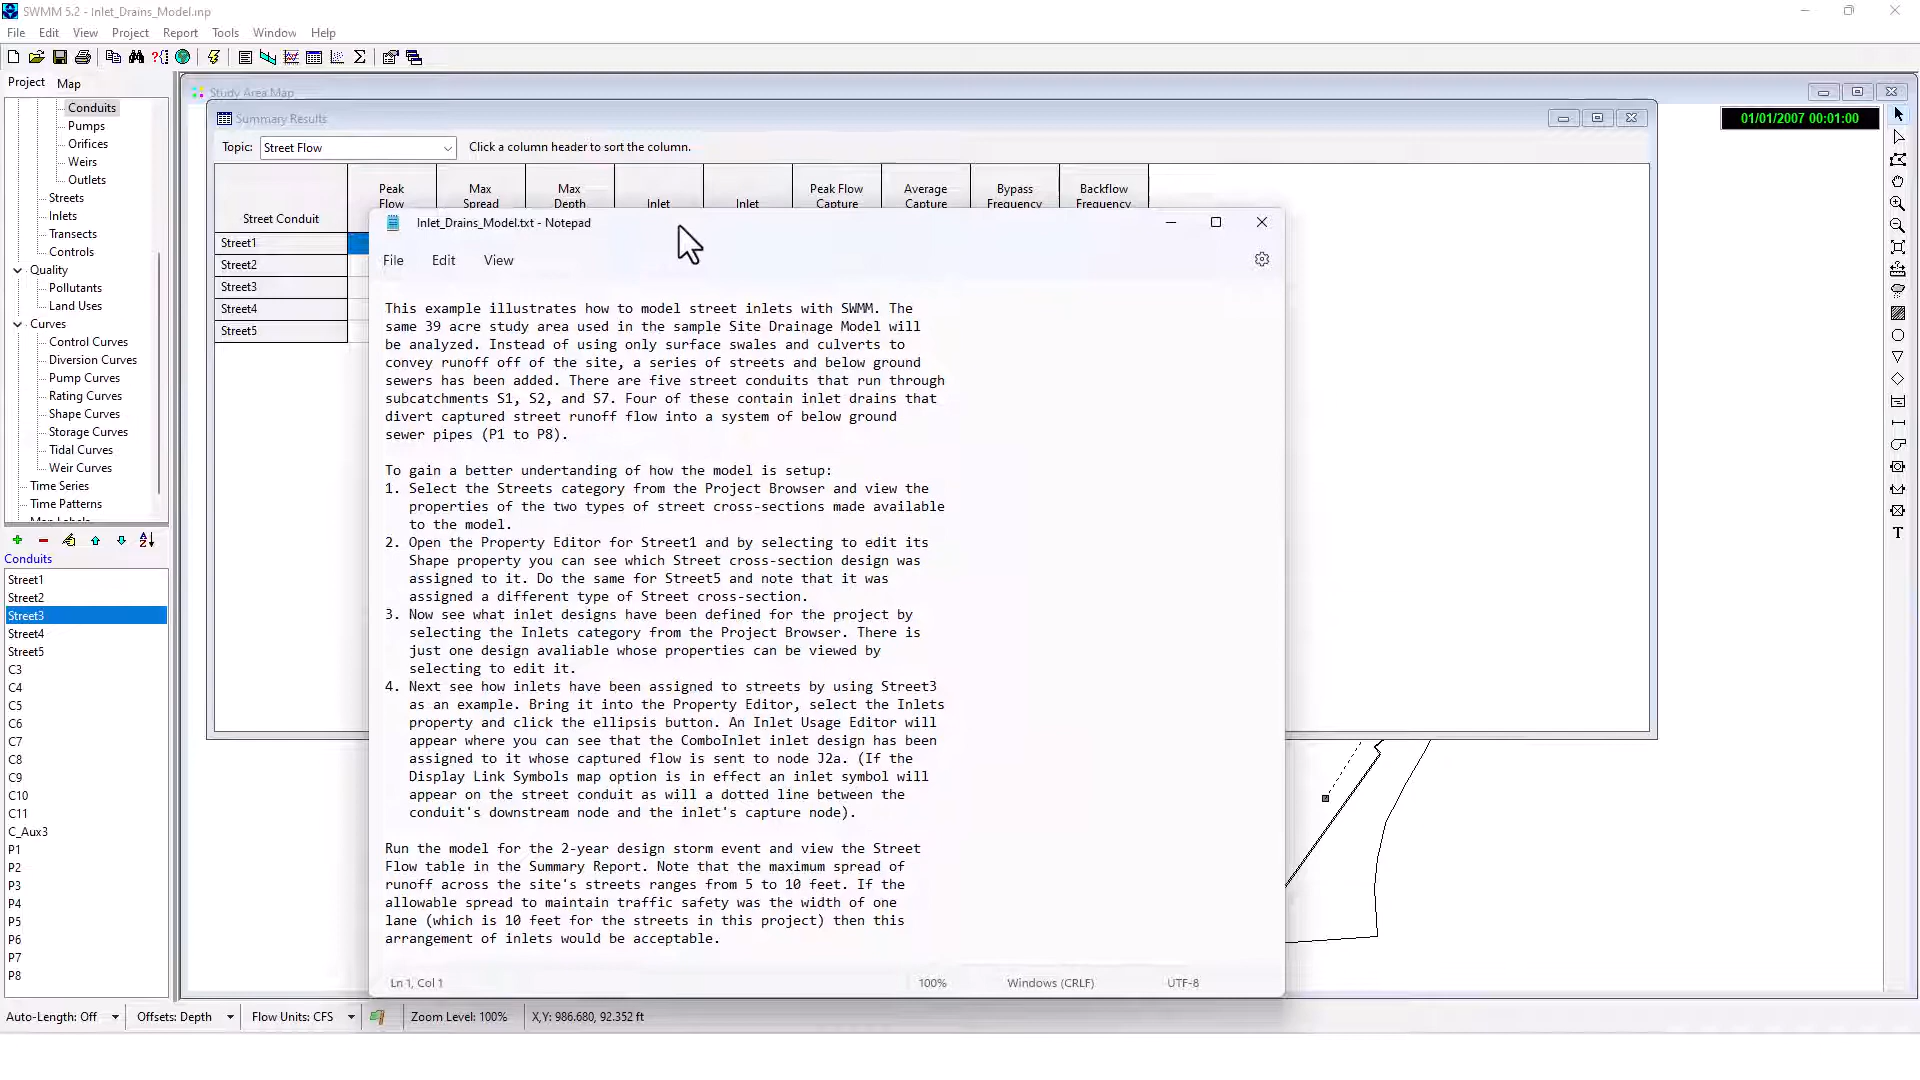 SWMM 5.2 - Inlet_Drains_Model.inp
File Edit View Project Report Tools Window Help
Project Map
Study Area Map
Conduits
Pumps
Orifices
Weirs
Outlets
Streets
Inlets
Transects
Controls
Quality
Pollutants
Land Uses
Curves
Control Curves
Diversion Curves
Pump Curves
Rating Curves
Shape Curves
Storage Curves
Tidal Curves
Weir Curves
Time Series
Time Patterns
Conduits
Street1
Street2
Street3
Street4
Street5
C3
C4
C5
C6
C7
C8
C9
C10
C11
C_Aux3
P1
P2
P3
P4
P5
P6
P7
P8
Summary Results
Topic: Street Flow Click a column header to sort the column.
Peak Max Max Peak Flow Average Bypass Backflow
Flow Spread Depth Inlet Inlet Capture Capture Frequency Frequency
Street Conduit
Street1
Street2
Street3
Street4
Street5
01/01/2007 00:01:00
Inlet_Drains_Model.txt - Notepad
File Edit View
This example illustrates how to model street inlets with SWMM. The
same 39 acre study area used in the sample Site Drainage Model will
be analyzed. Instead of using only surface swales and culverts to
convey runoff off of the site, a series of streets and below ground
sewers has been added. There are five street conduits that run through
subcatchments S1, S2, and S7. Four of these contain inlet drains that
divert captured street runoff flow into a system of below ground
sewer pipes (P1 to P8).
To gain a better undertanding of how the model is setup:
1. Select the Streets category from the Project Browser and view the
properties of the two types of street cross-sections made available
to the model.
2. Open the Property Editor for Street1 and by selecting to edit its
Shape property you can see which Street cross-section design was
assigned to it. Do the same for Street5 and note that it was
assigned a different type of Street cross-section.
3. Now see what inlet designs have been defined for the project by
selecting the Inlets category from the Project Browser. There is
just one design avaliable whose properties can be viewed by
selecting to edit it.
4. Next see how inlets have been assigned to streets by using Street3
as an example. Bring it into the Property Editor, select the Inlets
property and click the ellipsis button. An Inlet Usage Editor will
appear where you can see that the ComboInlet inlet design has been
assigned to it whose captured flow is sent to node J2a. (If the
Display Link Symbols map option is in effect an inlet symbol will
appear on the street conduit as will a dotted line between the
conduit's downstream node and the inlet's capture node).
Run the model for the 2-year design storm event and view the Street
Flow table in the Summary Report. Note that the maximum spread of
runoff across the site's streets ranges from 5 to 10 feet. If the
allowable spread to maintain traffic safety was the width of one
lane (which is 10 feet for the streets in this project) then this
arrangement of inlets would be acceptable.
Ln 1, Col 1 100% Windows (CRLF) UTF-8
Auto-Length: Off Offsets: Depth Flow Units: CFS Zoom Level: 100% X,Y: 986.680, 92.352 ft